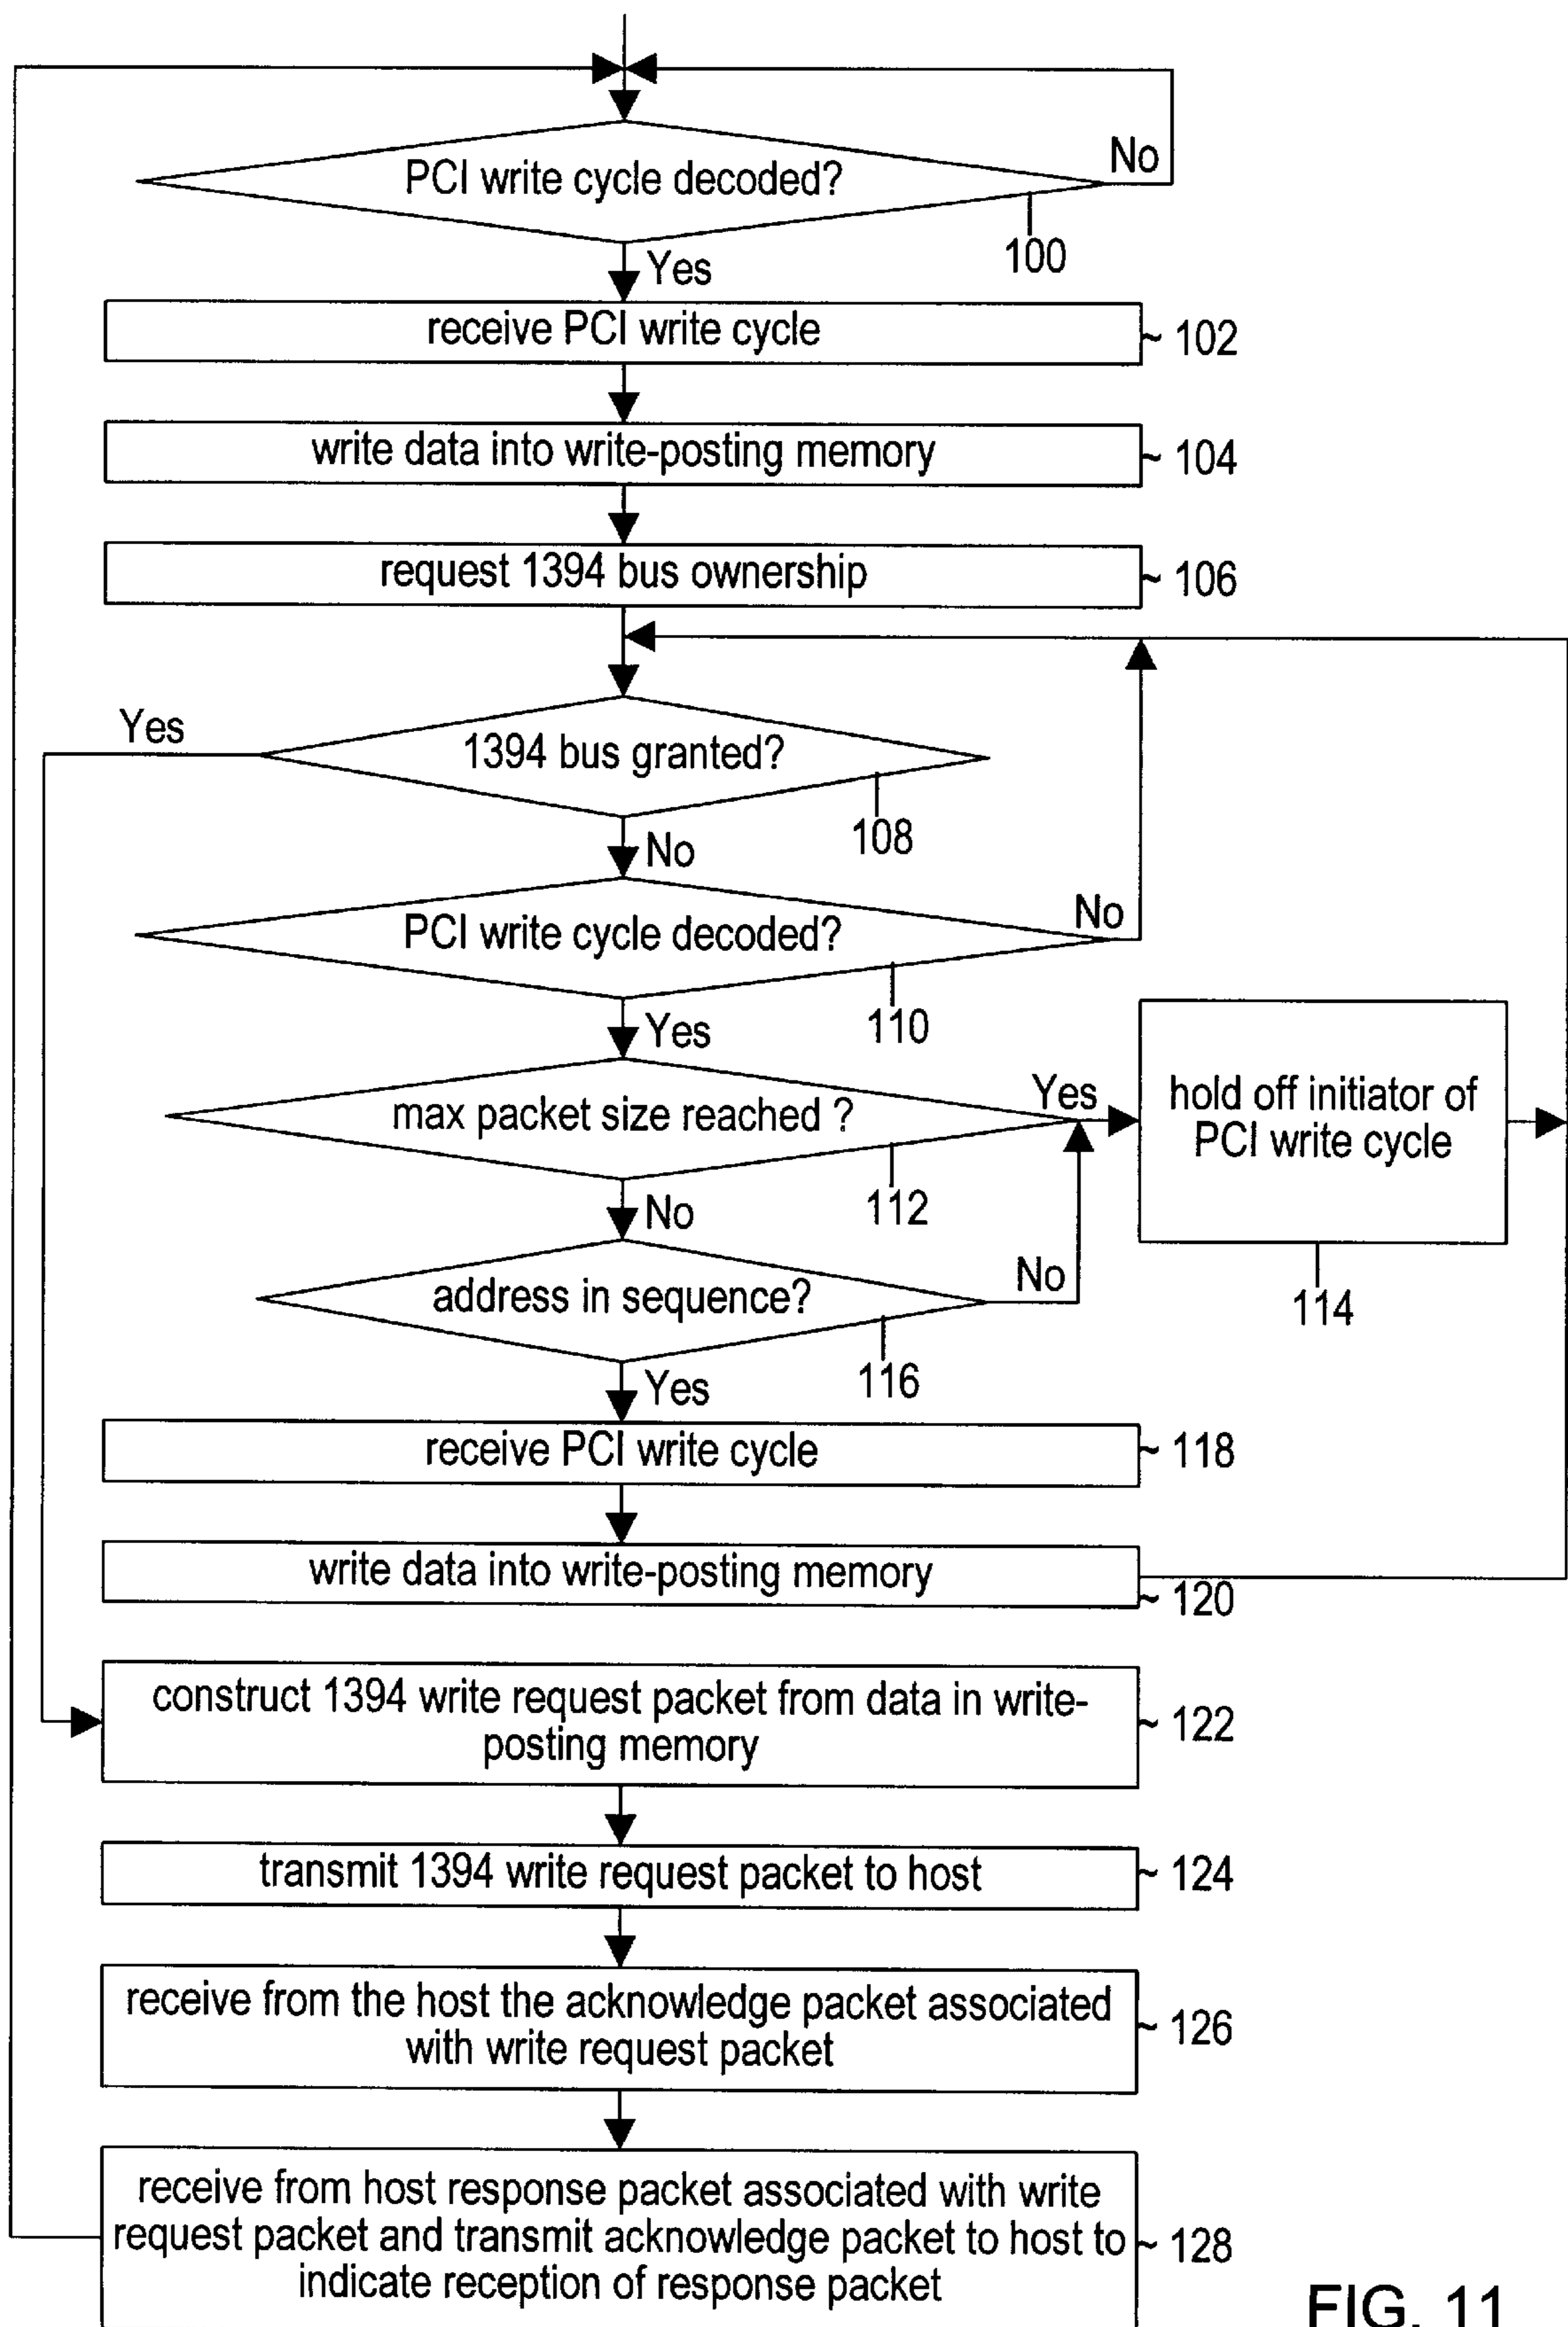 No
PCI write cycle decoded?
100
Yes
receive PCI write cycle
~ 102
write data into write-posting memory
~ 104
request 1394 bus ownership
~ 106
Yes
1394 bus granted?
108
No
No
PCI write cycle decoded?
110
Yes
Yes
max packet size reached ?
hold off initiator of
PCI write cycle
112
No
No
address in sequence?
114
116
Yes
receive PCI write cycle
~ 118
write data into write-posting memory
~ 120
construct 1394 write request packet from data in write-
posting memory
~ 122
transmit 1394 write request packet to host
~ 124
receive from the host the acknowledge packet associated
with write request packet
~ 126
receive from host response packet associated with write
request packet and transmit acknowledge packet to host to
indicate reception of response packet
~ 128
FIG. 11